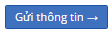 Gửi thông tin →